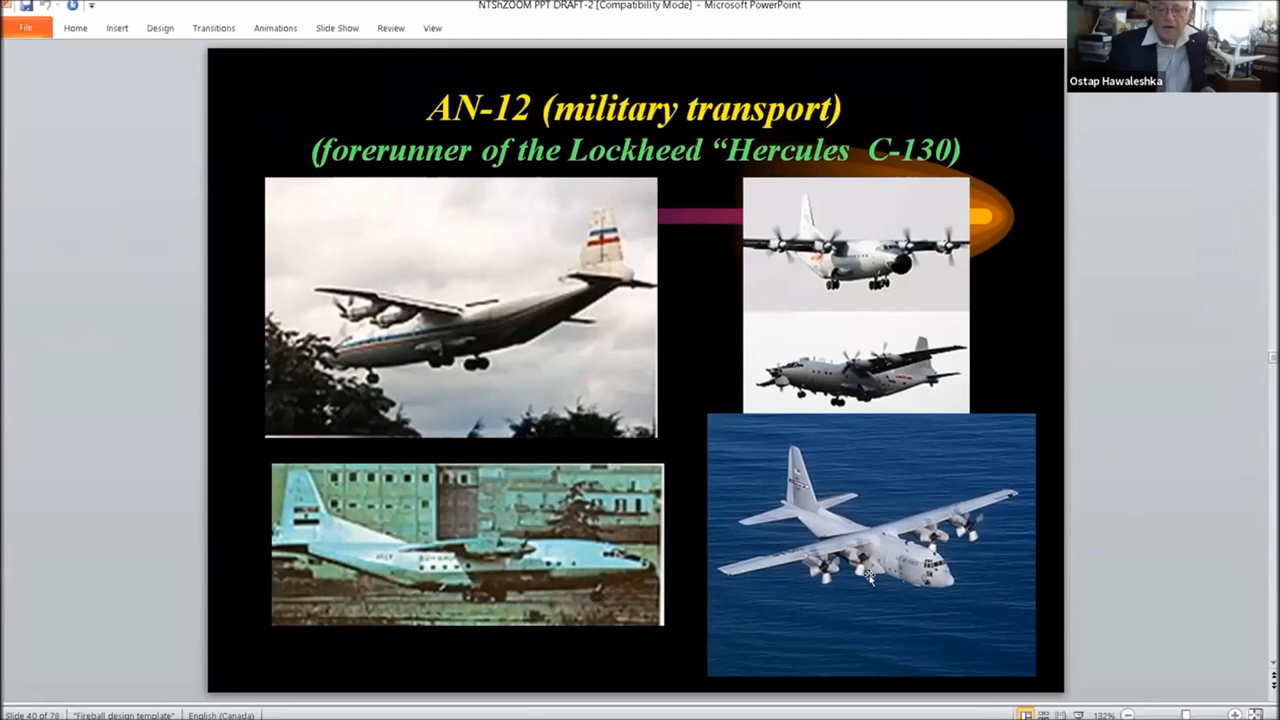 NTShZOOM PPT DRAFT-2 [Compatibility Mode] - Microsoft PowerPoint
File Home Insert Design Transitions Animations Slide Show Review View
Ostap Hawaleshka
AN-12 (military transport)
(forerunner of the Lockheed “Hercules C-130)
Slide 40 of 78 "Fireball design template" English (Canada) 132%